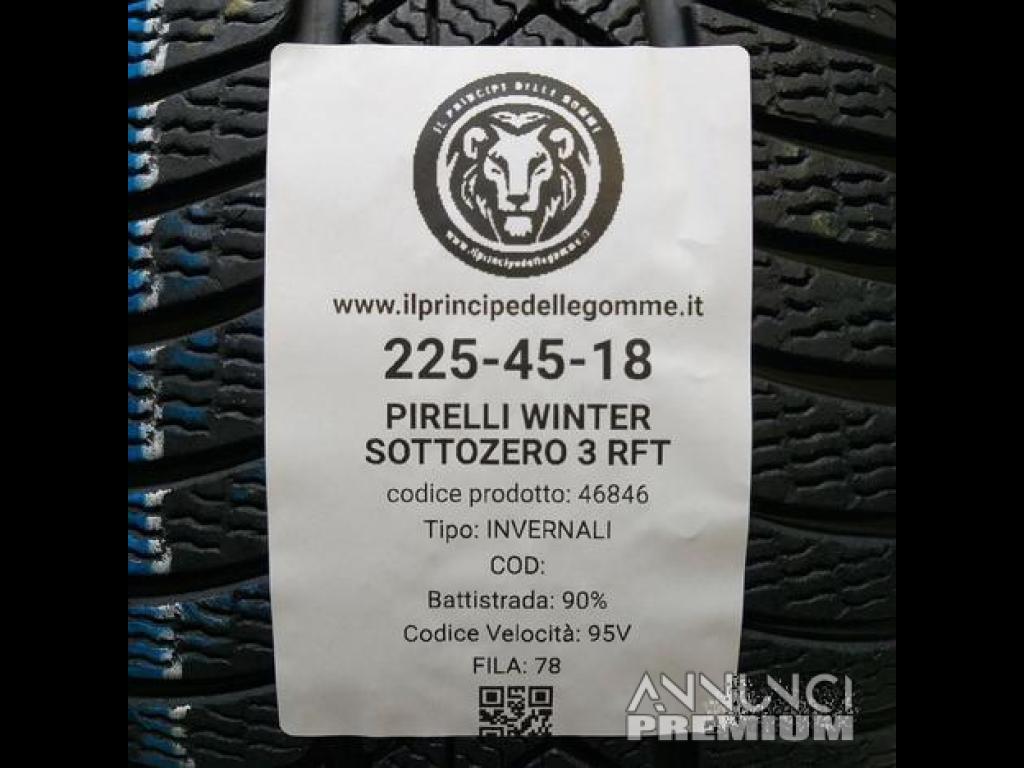 IL PRINCIPE DELLE GOMME
www.ilprincipedellegomme.it
www.ilprincipedellegomme.it
225-45-18
PIRELLI WINTER
SOTTOZERO 3 RFT
codice prodotto: 46846
Tipo: INVERNALI
COD:
Battistrada: 90%
Codice Velocità: 95V
FILA: 78
ANNUNCI
PREMIUM